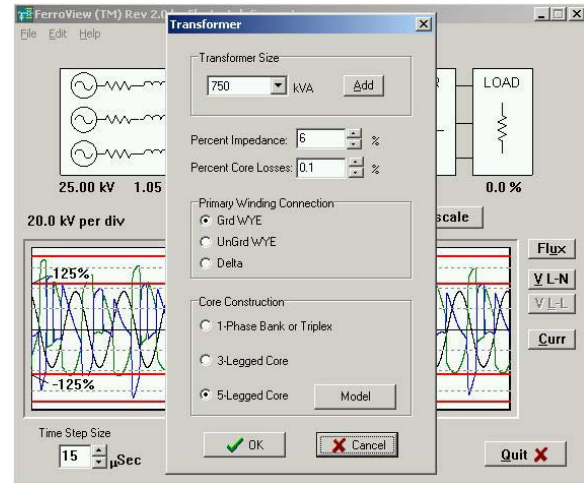 FerroView (TM) Rev 2.0
File Edit Help
Transformer
Transformer Size
750 kVA Add
Percent Impedance: 6 %
Percent Core Losses: 0.1 %
Primary Winding Connection
Grd WYE
UnGrd WYE
Delta
Core Construction
1-Phase Bank or Triplex
3-Legged Core
5-Legged Core Model
OK Cancel
LOAD
25.00 kV 1.05
0.0 %
20.0 kV per div
scale
125%
-125%
Flux
V L-N
V L-L
Curr
Time Step Size
15 µSec
Quit